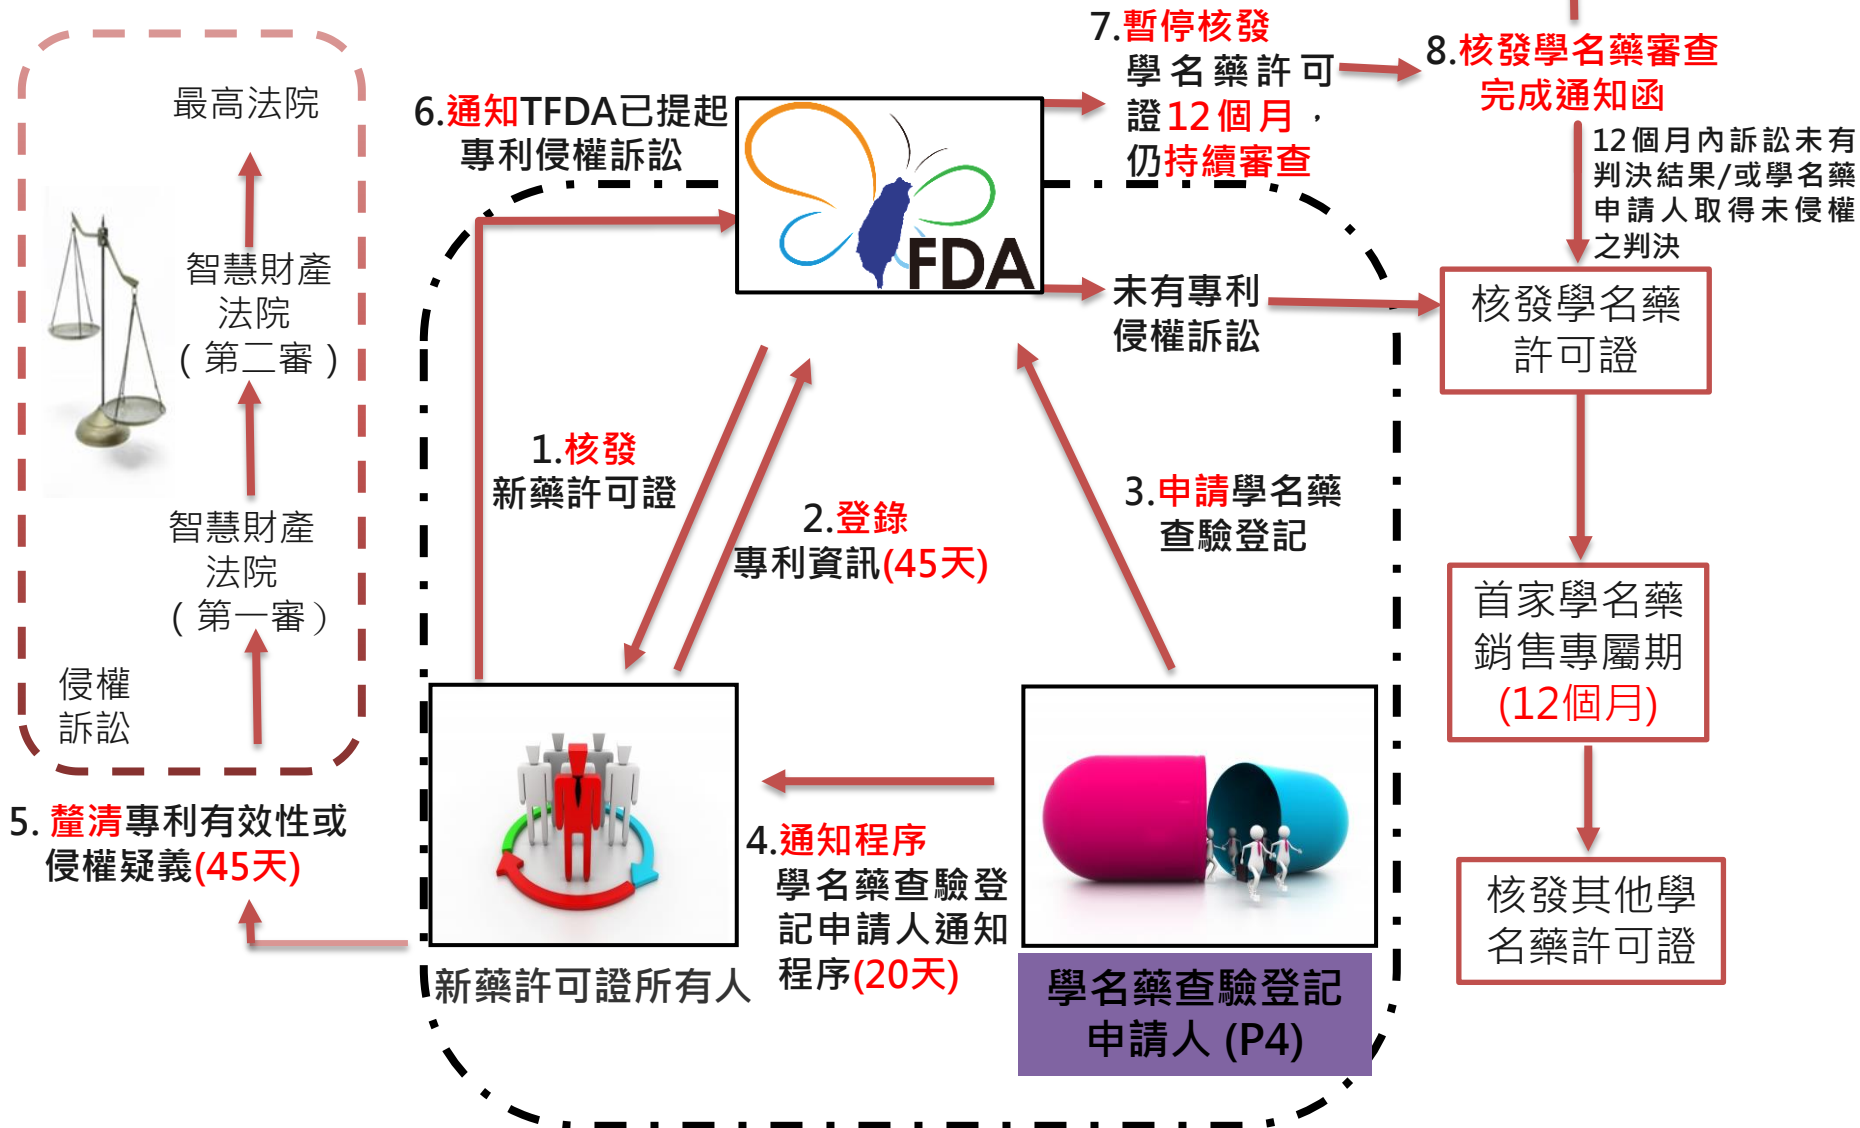 最高法院
智慧財產
法院
(第二審)
智慧財產
法院
(第一審)
侵權
訴訟
5. 釐清專利有效性或
侵權疑義(45天)
6.通知TFDA已提起
專利侵權訴訟
FDA
7.暫停核發
學名藥許可
證12個月，
仍持續審查
8.核發學名藥審查
完成通知函
12個月內訴訟未有
判決結果/或學名藥
申請人取得未侵權
之判決
未有專利
侵權訴訟
核發學名藥
許可證
1.核發
新藥許可證
2.登錄
專利資訊(45天)
3.申請學名藥
查驗登記
首家學名藥
銷售專屬期
(12個月)
4.通知程序
學名藥查驗登
記申請人通知
程序(20天)
核發其他學
名藥許可證
新藥許可證所有人
學名藥查驗登記
申請人 (P4)